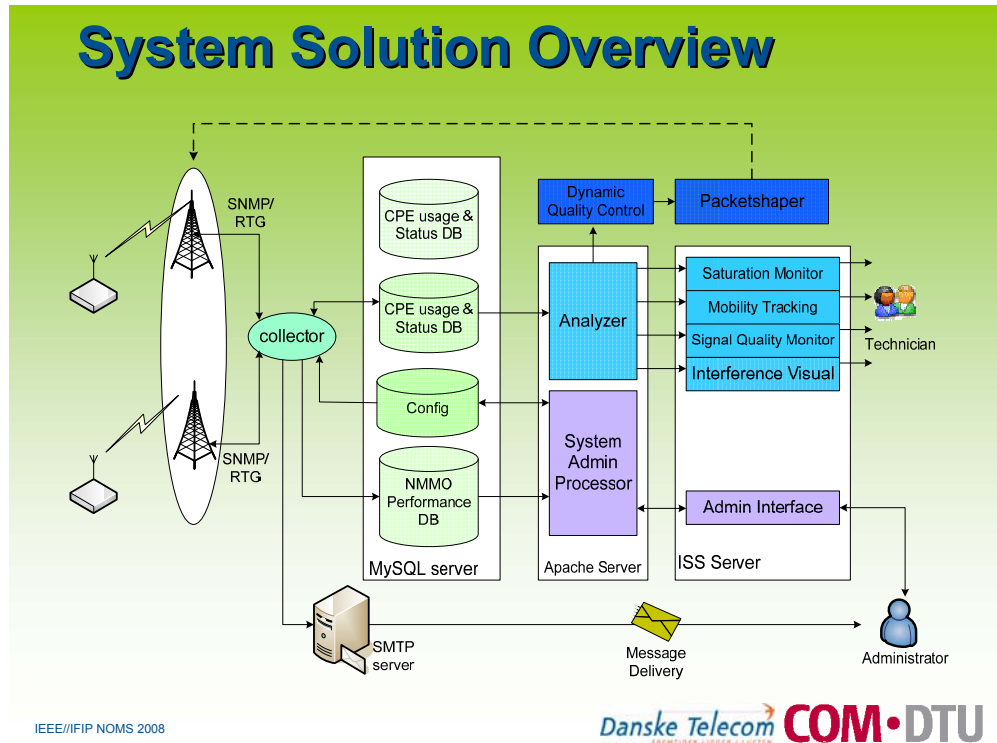 System Solution Overview
SNMP/
RTG
CPE usage &
Status DB
Dynamic
Quality Control
Packetshaper
CPE usage &
Status DB
collector
Analyzer
Saturation Monitor
Mobility Tracking
Signal Quality Monitor
Interference Visual
Technician
Config
SNMP/
RTG
NMMO
Performance
DB
System
Admin
Processor
Admin Interface
MySQL server
Apache Server
ISS Server
SMTP
server
Message
Delivery
Administrator
IEEE//IFIP NOMS 2008
Danske Telecom
COM•DTU